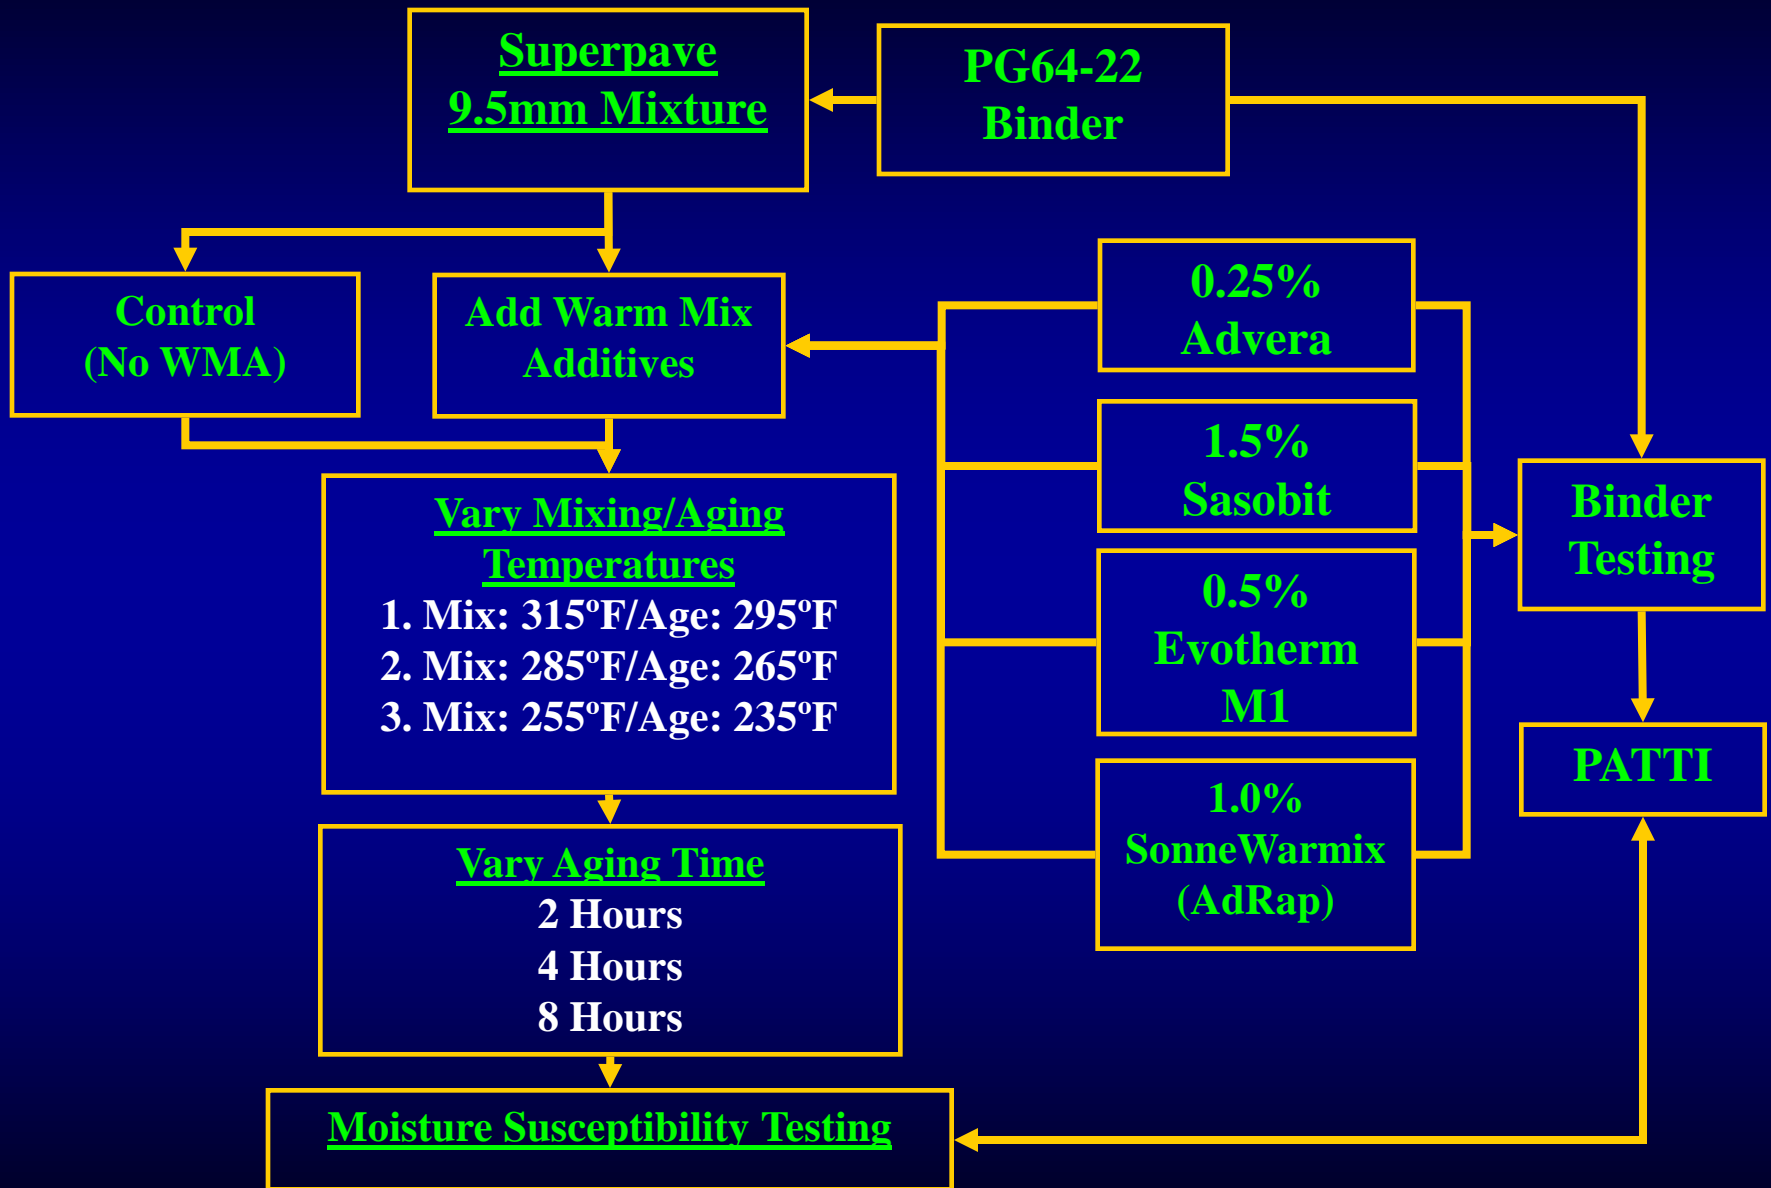 Superpave
9.5mm Mixture
PG64-22
Binder
Control
(No WMA)
Add Warm Mix
Additives
0.25%
Advera
1.5%
Sasobit
0.5%
Evotherm
M1
1.0%
SonneWarmix
(AdRap)
Binder
Testing
PATTI
Vary Mixing/Aging
Temperatures
1. Mix: 315ºF/Age: 295ºF
2. Mix: 285ºF/Age: 265ºF
3. Mix: 255ºF/Age: 235ºF
Vary Aging Time
2 Hours
4 Hours
8 Hours
Moisture Susceptibility Testing